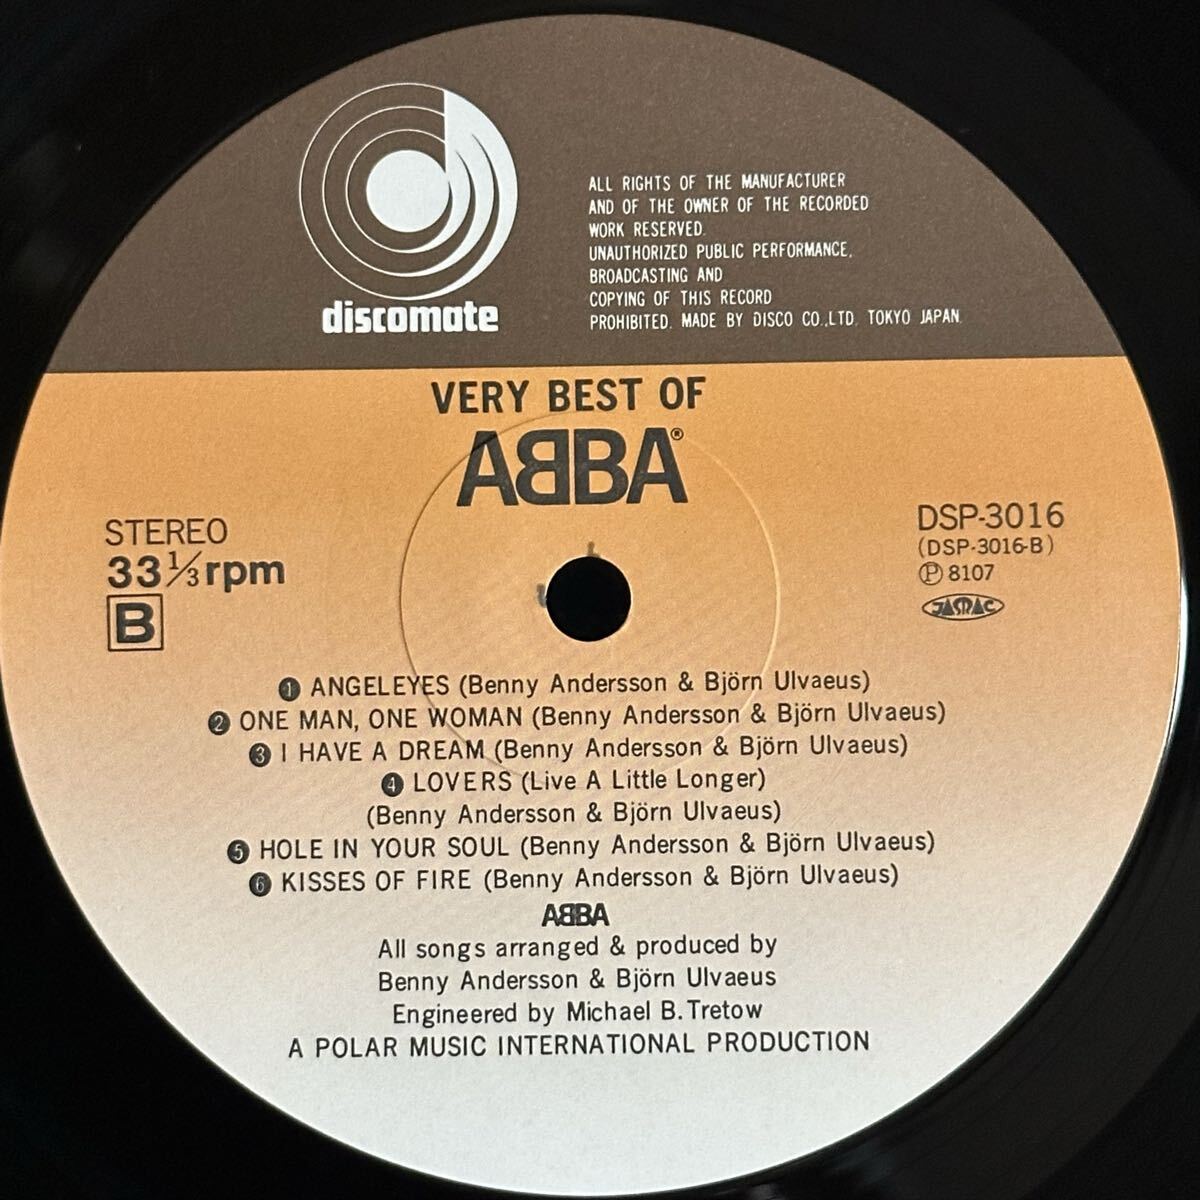 discomate
ALL RIGHTS OF THE MANUFACTURER
AND OF THE OWNER OF THE RECORDED
WORK RESERVED.
UNAUTHORIZED PUBLIC PERFORMANCE,
BROADCASTING AND
COPYING OF THIS RECORD
PROHIBITED. MADE BY DISCO CO.,LTD. TOKYO JAPAN.
VERY BEST OF
ABBA®
STEREO
33 1/3 rpm
B
DSP-3016
(DSP-3016-B)
Ⓟ 8107
JASRAC
❶ ANGELEYES (Benny Andersson & Björn Ulvaeus)
❷ ONE MAN, ONE WOMAN (Benny Andersson & Björn Ulvaeus)
❸ I HAVE A DREAM (Benny Andersson & Björn Ulvaeus)
❹ LOVERS (Live A Little Longer)
(Benny Andersson & Björn Ulvaeus)
❺ HOLE IN YOUR SOUL (Benny Andersson & Björn Ulvaeus)
❻ KISSES OF FIRE (Benny Andersson & Björn Ulvaeus)
ABBA
All songs arranged & produced by
Benny Andersson & Björn Ulvaeus
Engineered by Michael B. Tretow
A POLAR MUSIC INTERNATIONAL PRODUCTION